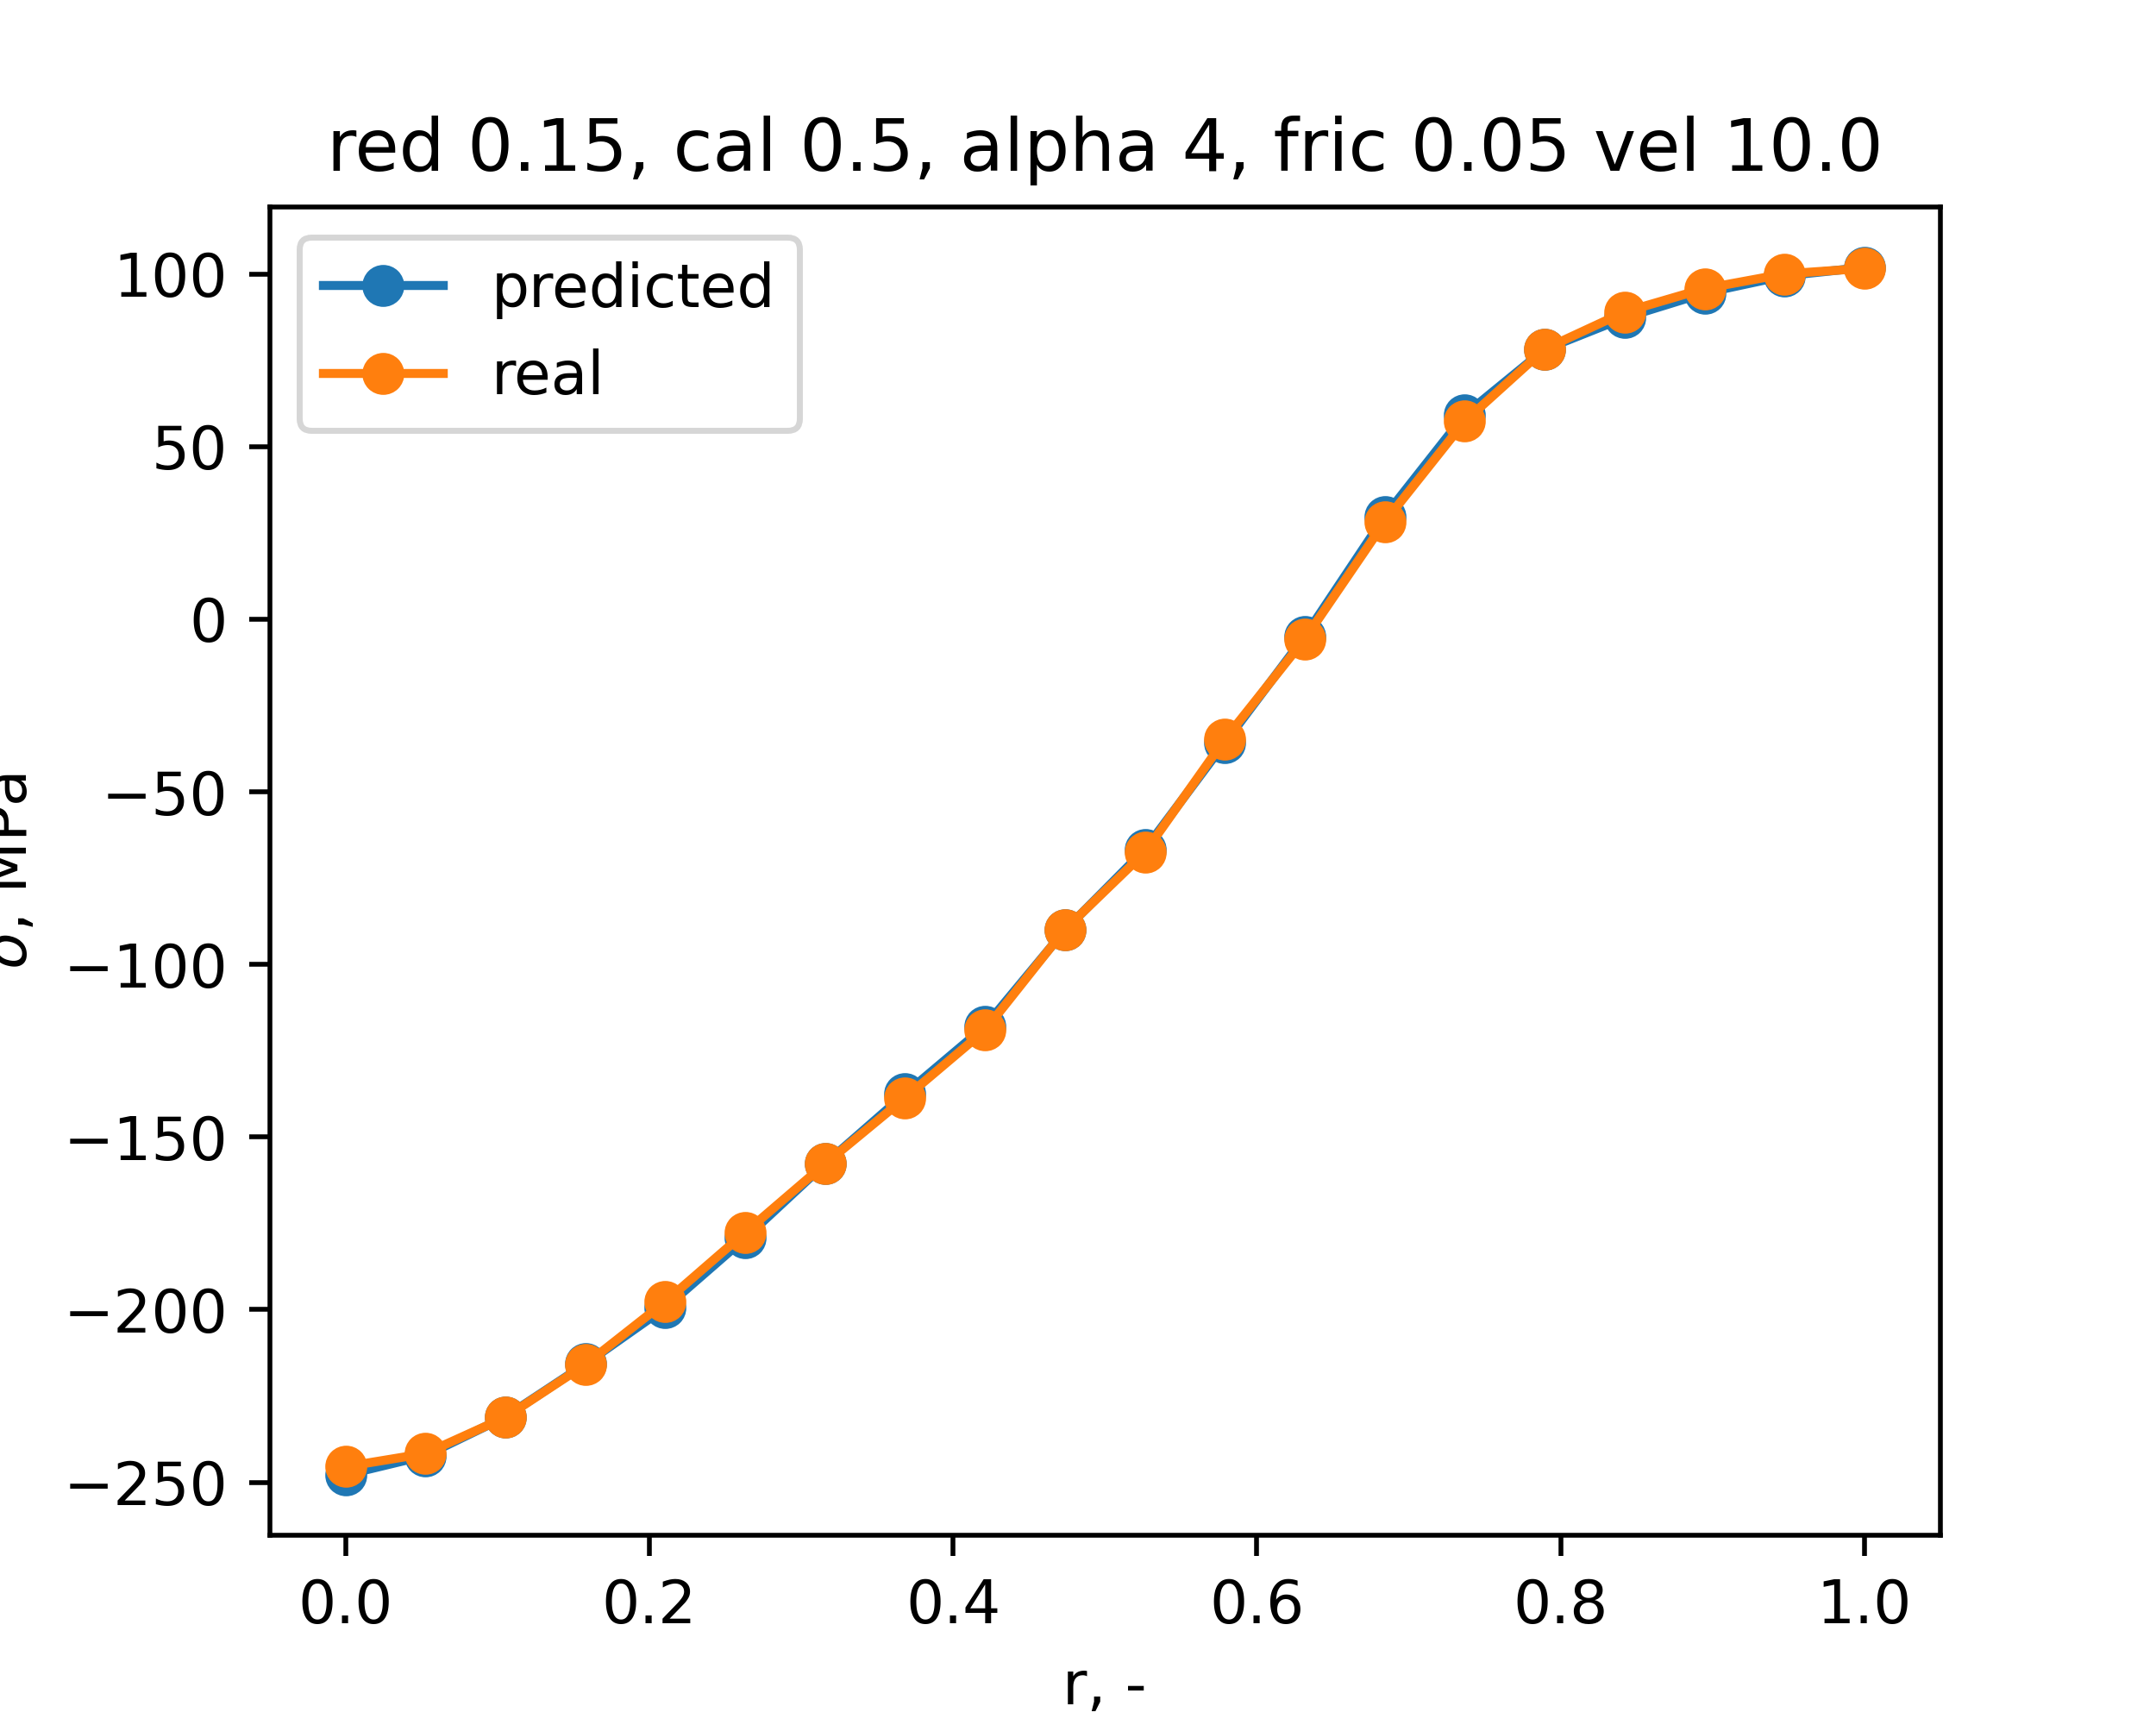 red 0.15, cal 0.5, alpha 4, fric 0.05 vel 10.0
predicted
real
100
50
0
−50
−100
−150
−200
−250
σ, MPa
0.0 0.2 0.4 0.6 0.8 1.0
r, -